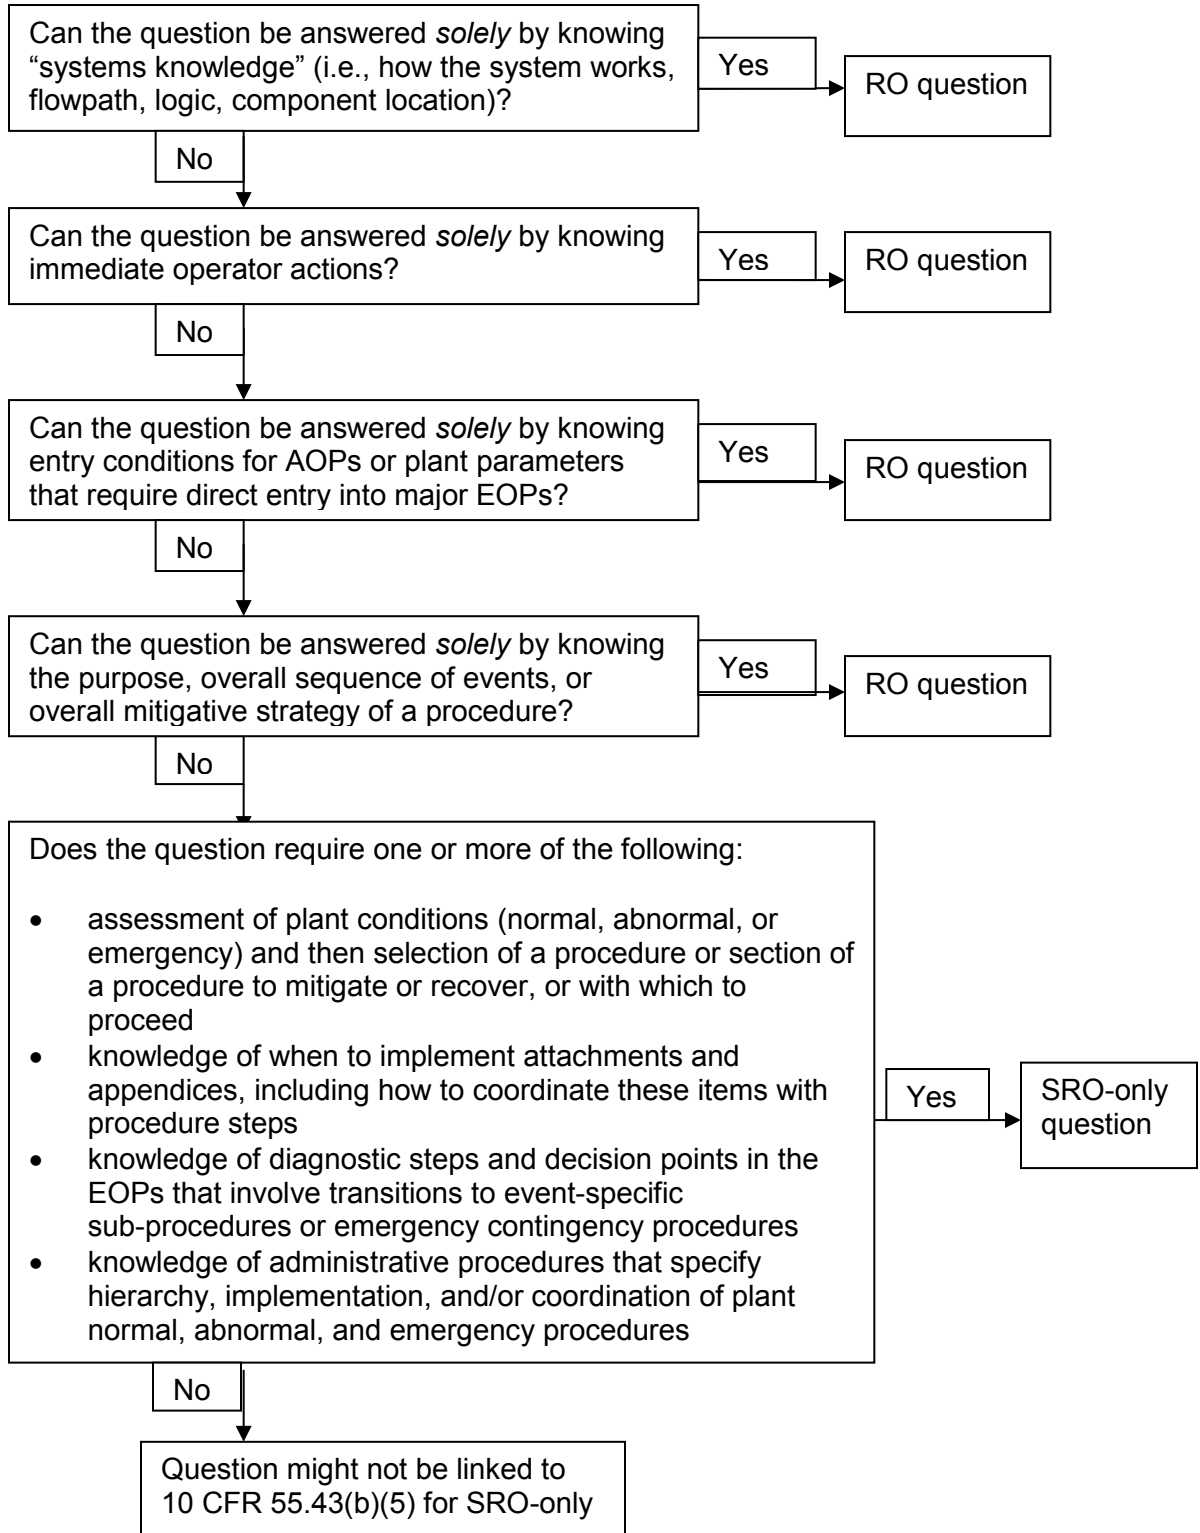 Can the question be answered solely by knowing
“systems knowledge” (i.e., how the system works,
flowpath, logic, component location)?
Yes
RO question
No
Can the question be answered solely by knowing
immediate operator actions?
Yes
RO question
No
Can the question be answered solely by knowing
entry conditions for AOPs or plant parameters
that require direct entry into major EOPs?
Yes
RO question
No
Can the question be answered solely by knowing
the purpose, overall sequence of events, or
overall mitigative strategy of a procedure?
Yes
RO question
No
Does the question require one or more of the following:
• assessment of plant conditions (normal, abnormal, or
emergency) and then selection of a procedure or section of
a procedure to mitigate or recover, or with which to
proceed
• knowledge of when to implement attachments and
appendices, including how to coordinate these items with
procedure steps
• knowledge of diagnostic steps and decision points in the
EOPs that involve transitions to event-specific
sub-procedures or emergency contingency procedures
• knowledge of administrative procedures that specify
hierarchy, implementation, and/or coordination of plant
normal, abnormal, and emergency procedures
Yes
SRO-only
question
No
Question might not be linked to
10 CFR 55.43(b)(5) for SRO-only